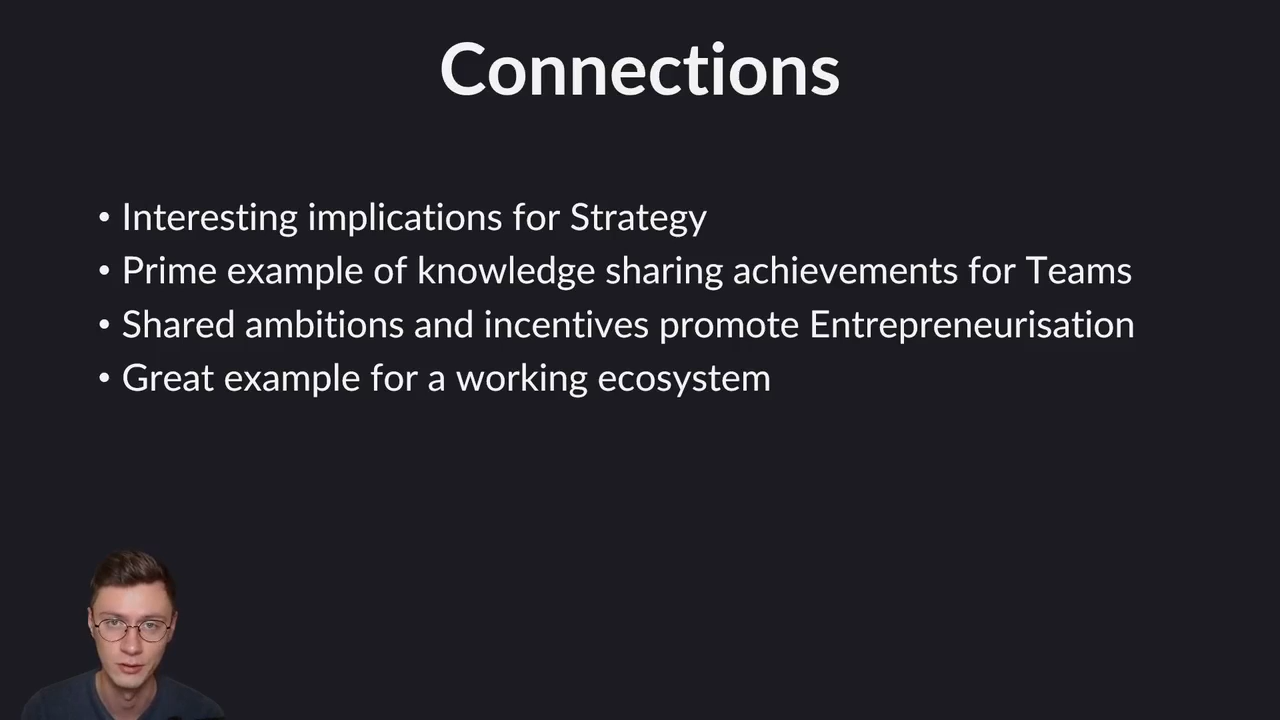 Connections
• Interesting implications for Strategy
• Prime example of knowledge sharing achievements for Teams
• Shared ambitions and incentives promote Entrepreneurisation
• Great example for a working ecosystem